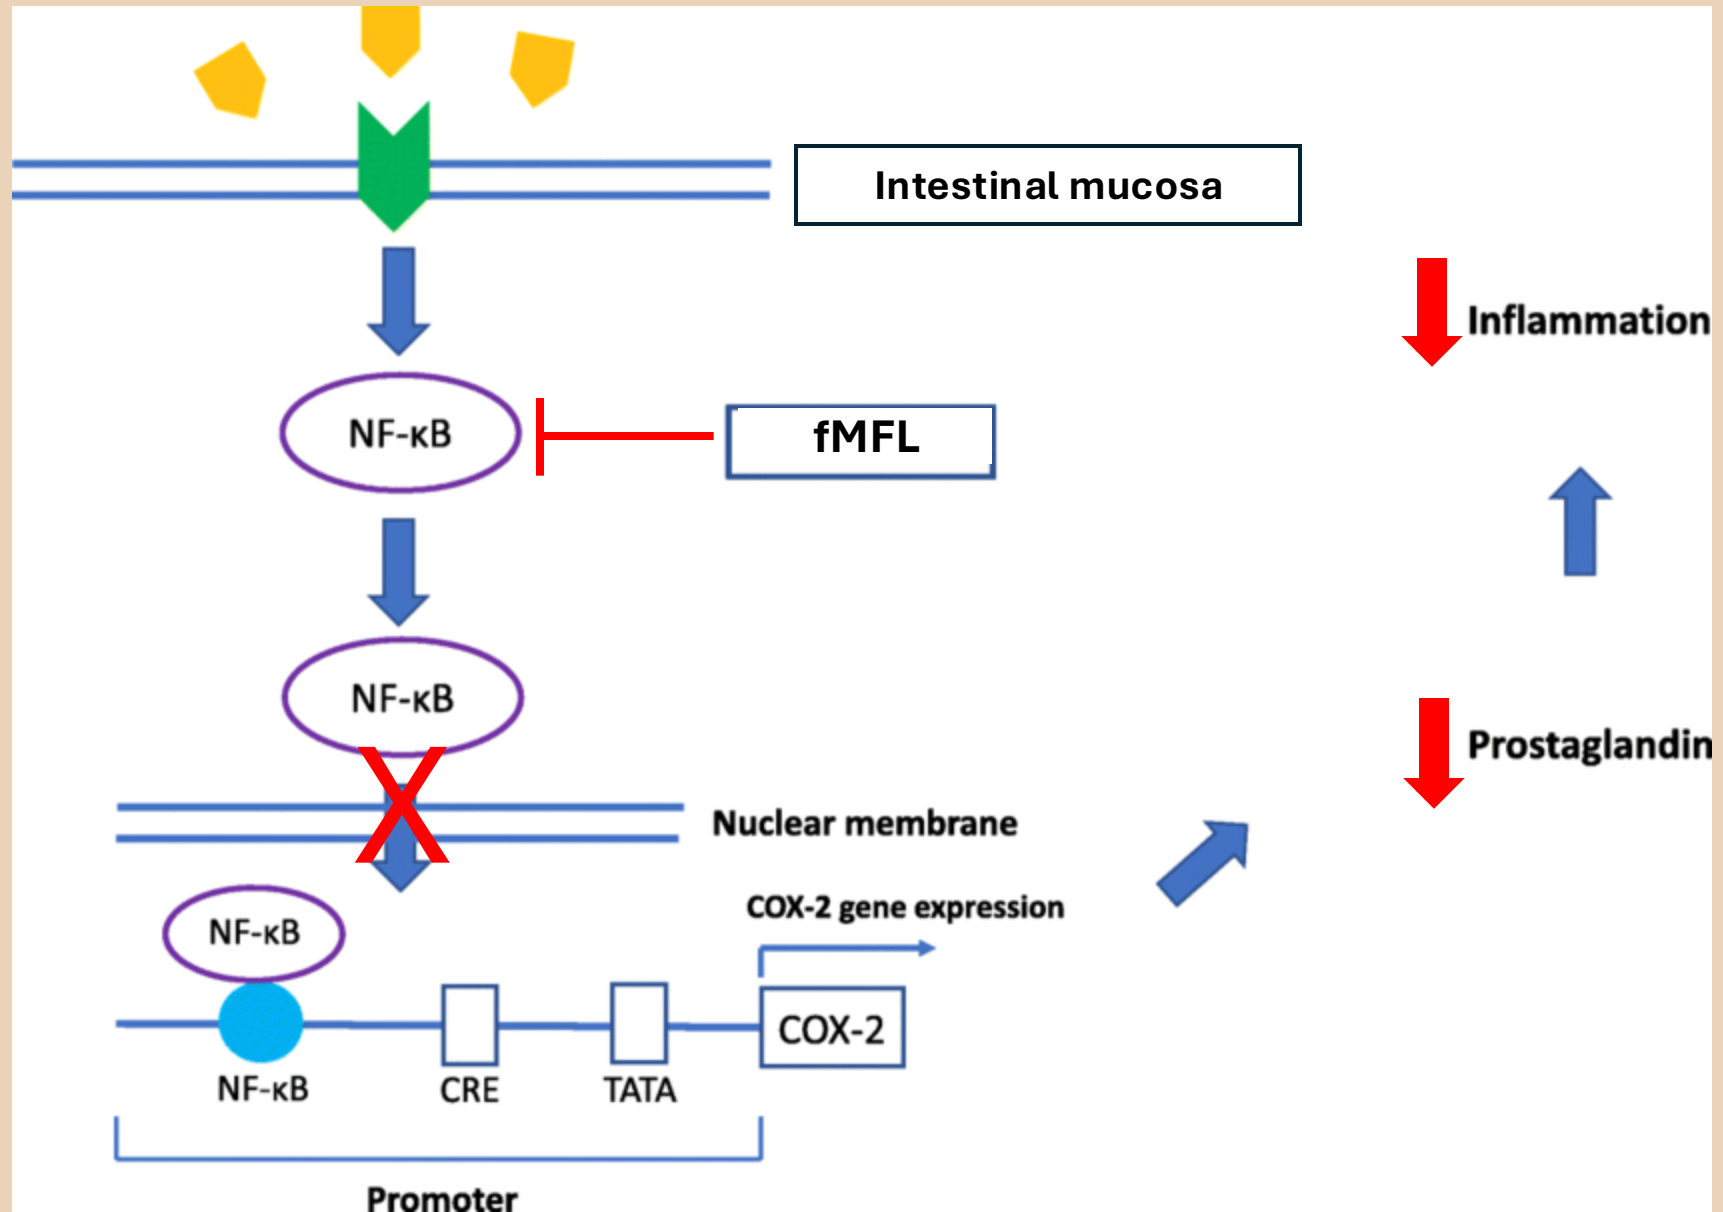 Intestinal mucosa
Inflammation
NF-κB
fMFL
NF-κB
Prostaglandin
Nuclear membrane
COX-2 gene expression
NF-κB
COX-2
NF-κB
CRE
TATA
Promoter